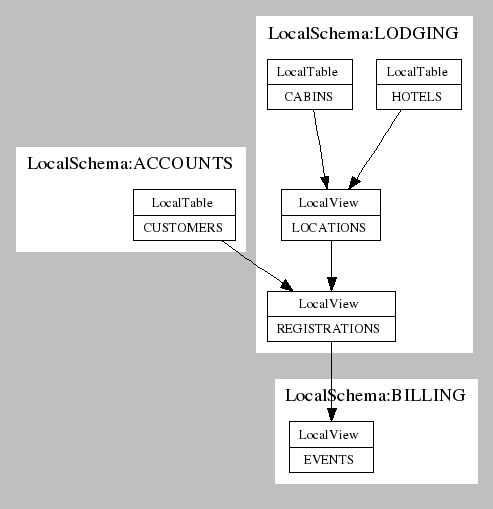 LocalSchema:LODGING
LocalTable
CABINS
LocalTable
HOTELS
LocalSchema:ACCOUNTS
LocalTable
CUSTOMERS
LocalView
LOCATIONS
LocalView
REGISTRATIONS
LocalSchema:BILLING
LocalView
EVENTS